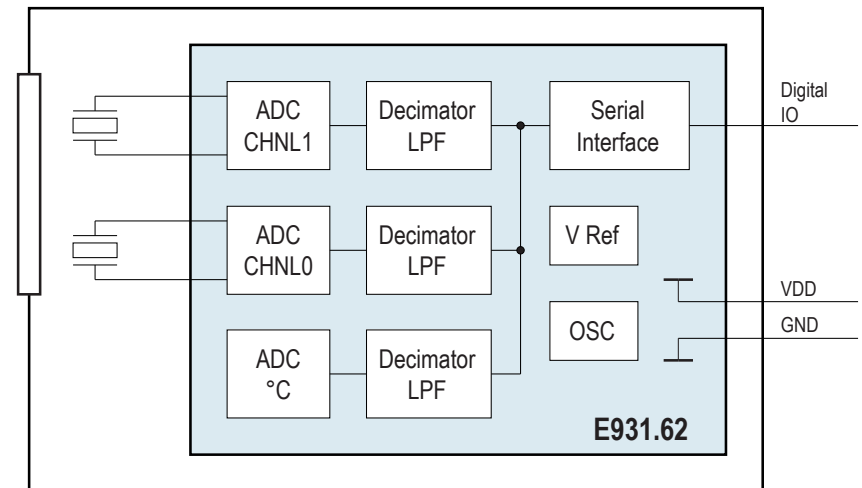 ADC
CHNL1
Decimator
LPF
Serial
Interface
Digital
IO
ADC
CHNL0
Decimator
LPF
V Ref
VDD
GND
OSC
ADC
°C
Decimator
LPF
E931.62